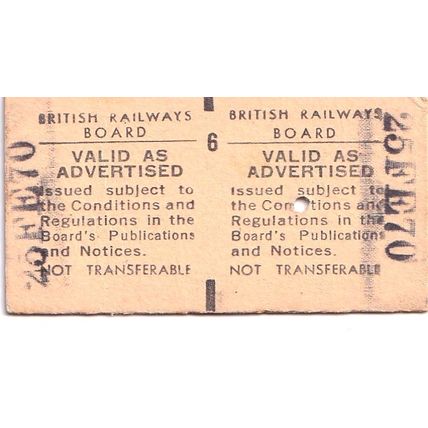 FE70
BRITISH RAILWAYS
BOARD
VALID AS
ADVERTISED
Issued subject to
the Conditions and
Regulations in the
Board's Publications
and Notices.
NOT TRANSFERABLE
6
BRITISH RAILWAYS
BOARD
VALID AS
ADVERTISED
Issued subject to
the Conditions and
Regulations in the
Board's Publications
and Notices.
NOT TRANSFERABLE
FE70